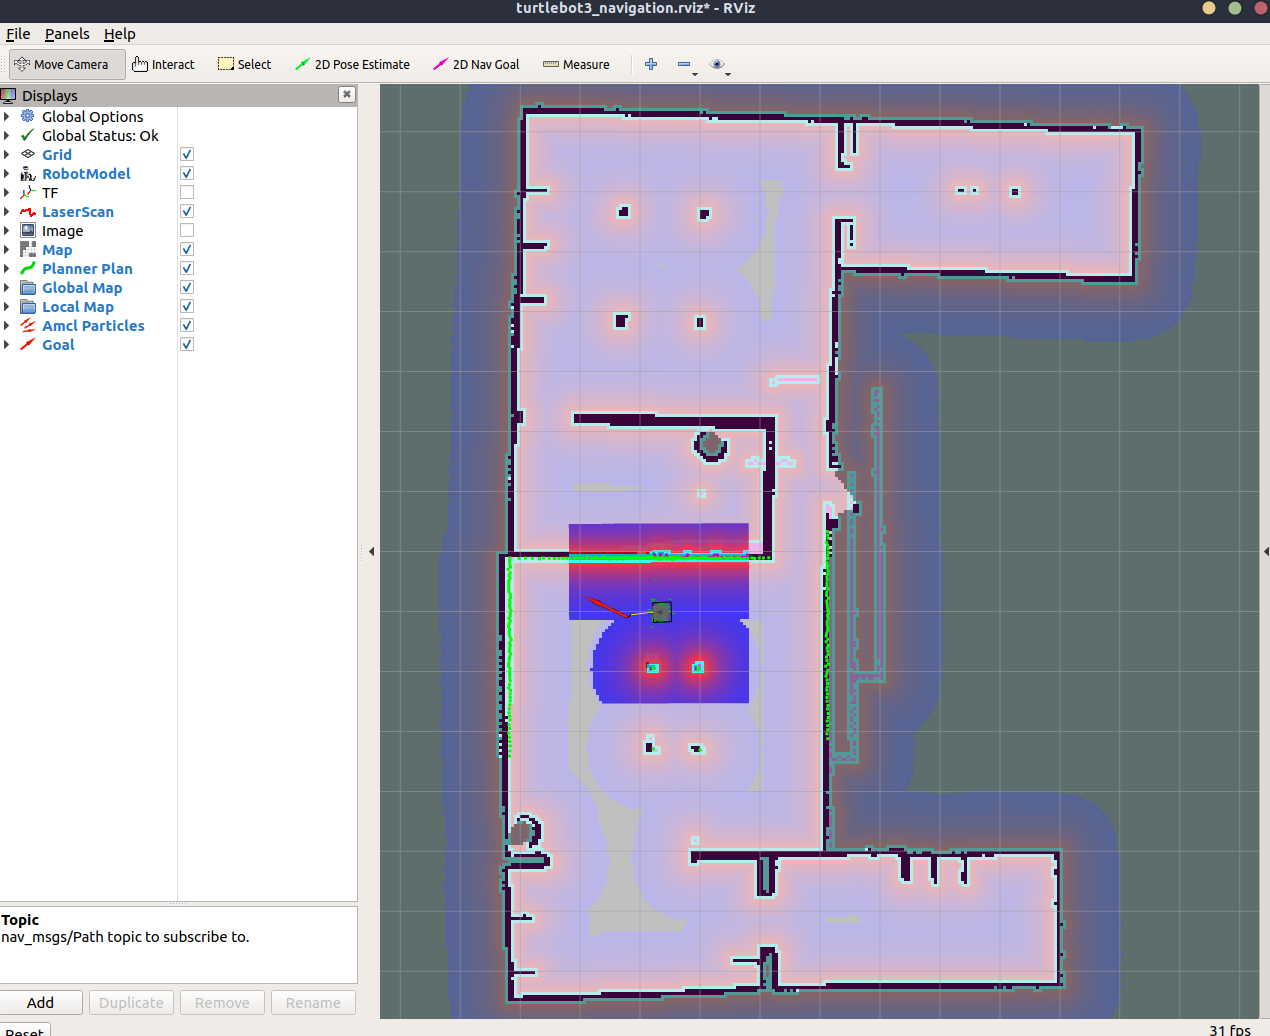 turtlebot3_navigation.rviz* - RViz
File Panels Help
Move Camera Interact Select 2D Pose Estimate 2D Nav Goal Measure
Displays
Global Options
Global Status: Ok
Grid
RobotModel
TF
LaserScan
Image
Map
Planner Plan
Global Map
Local Map
Amcl Particles
Goal
Topic
nav_msgs/Path topic to subscribe to.
Add Duplicate Remove Rename
Reset
31 fps